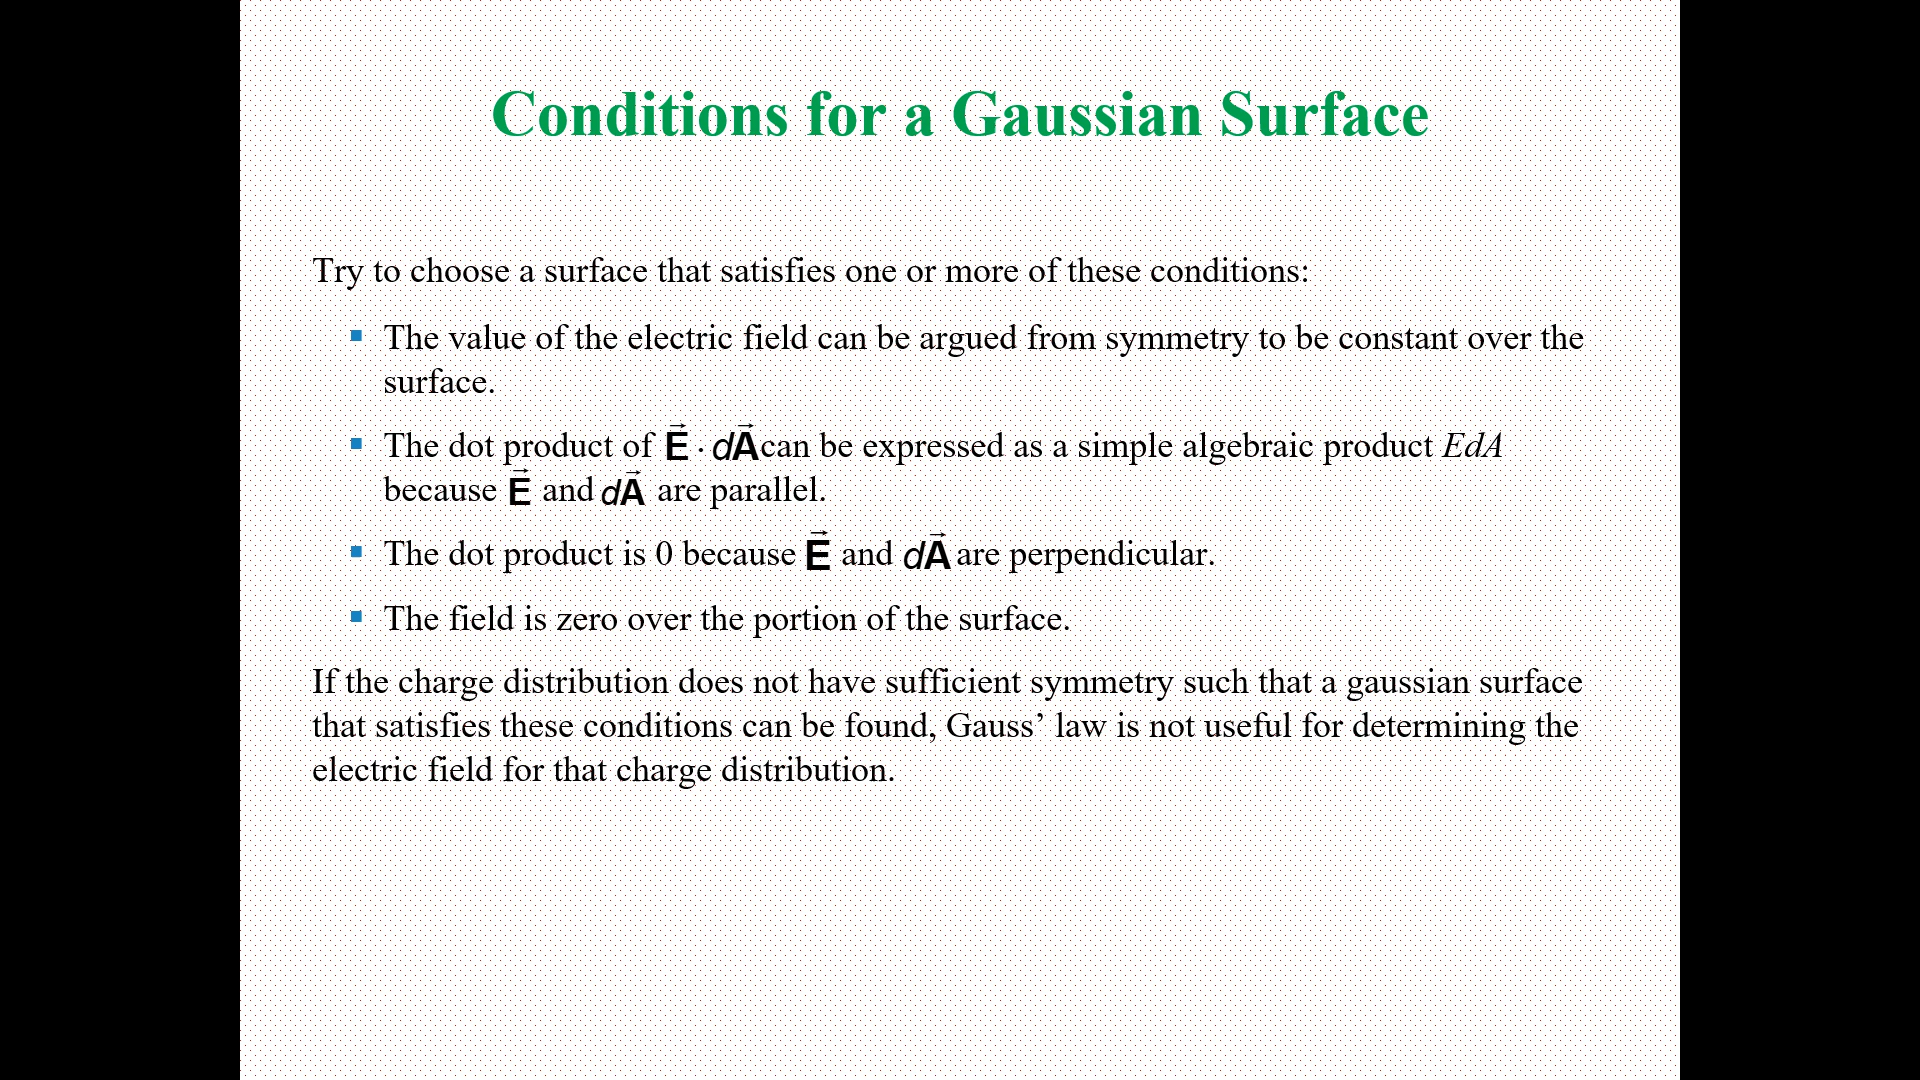 Conditions for a Gaussian Surface
Try to choose a surface that satisfies one or more of these conditions:
▪ The value of the electric field can be argued from symmetry to be constant over the
surface.
▪ The dot product of E⃗ · dA⃗ can be expressed as a simple algebraic product EdA
because E⃗ and dA⃗ are parallel.
▪ The dot product is 0 because E⃗ and dA⃗ are perpendicular.
▪ The field is zero over the portion of the surface.
If the charge distribution does not have sufficient symmetry such that a gaussian surface
that satisfies these conditions can be found, Gauss’ law is not useful for determining the
electric field for that charge distribution.